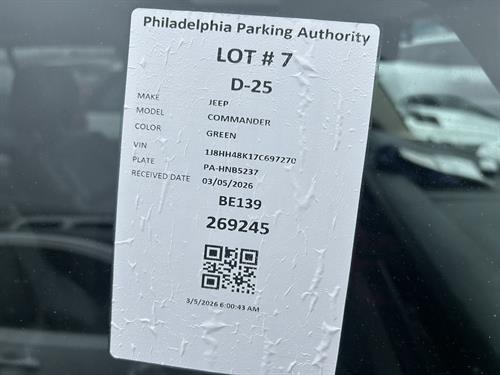 Philadelphia Parking Authority
LOT # 7
D-25
MAKE JEEP
MODEL COMMANDER
COLOR GREEN
VIN 1J8HH48K17C697270
PLATE PA-HNB5237
RECEIVED DATE 03/05/2026
BE139
269245
3/5/2026 6:00:43 AM